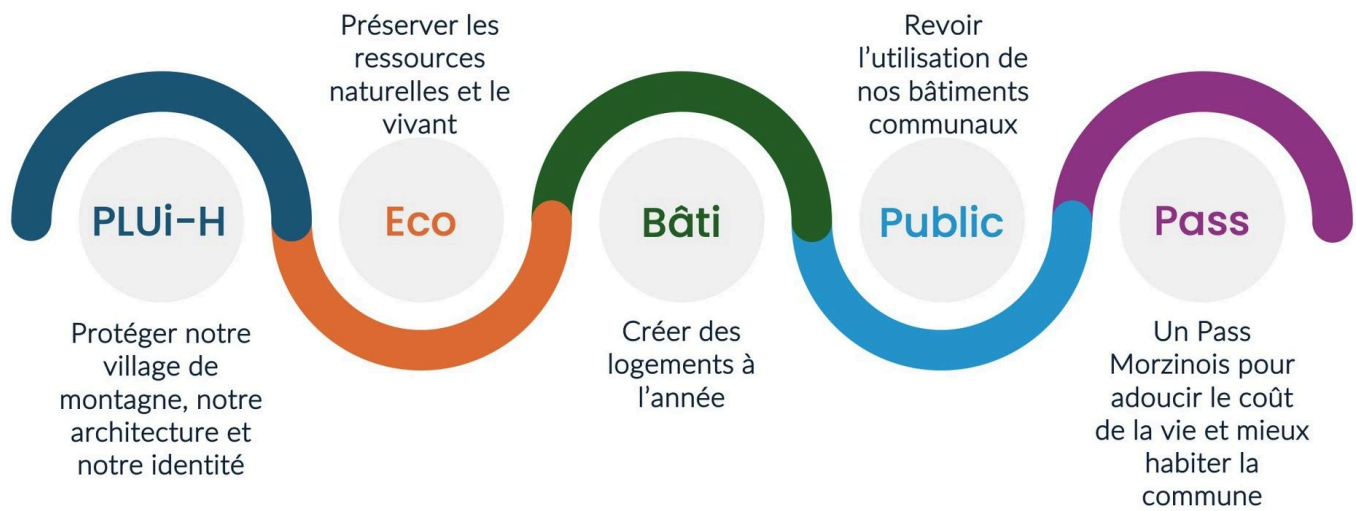 PLUi-H
Protéger notre
village de
montagne, notre
architecture et
notre identité
Préserver les
ressources
naturelles et le
vivant
Eco
Bâti
Créer des
logements à
l’année
Revoir
l’utilisation de
nos bâtiments
communaux
Public
Pass
Un Pass
Morzinois pour
adoucir le coût
de la vie et mieux
habiter la
commune